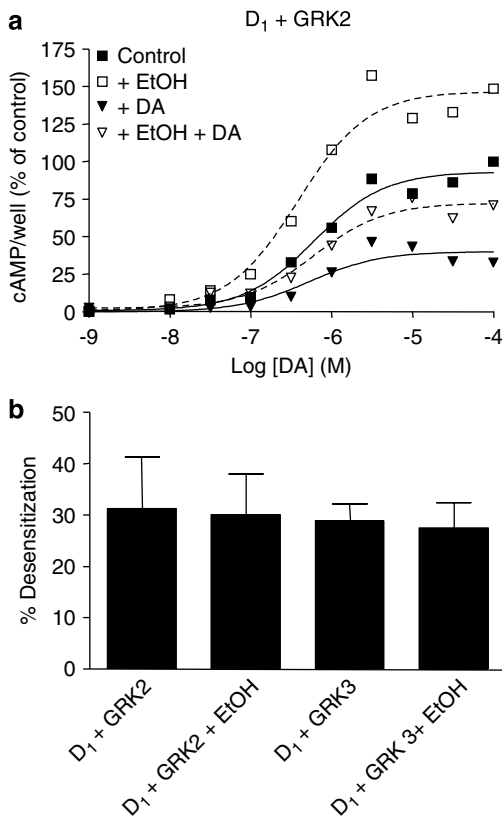 a
D₁ + GRK2
Control
+ EtOH
+ DA
+ EtOH + DA
cAMP/well (% of control)
175
150
125
100
75
50
25
0
-9 -8 -7 -6 -5 -4
Log [DA] (M)
b
% Desensitization
50
40
30
20
10
0
D₁ + GRK2
D₁ + GRK2 + EtOH
D₁ + GRK3
D₁ + GRK 3+ EtOH